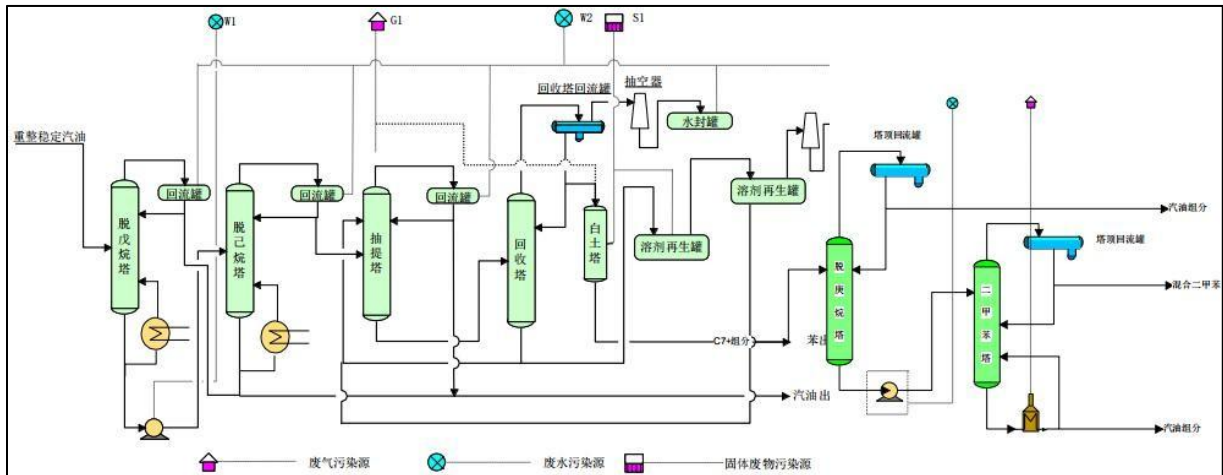 W1
G1
W2
S1
抽空器
回收塔回流罐
水封罐
重整稳定汽油
塔顶回流罐
回流罐
回流罐
回流罐
溶剂再生罐
汽油组分
脱戊烷塔
脱己烷塔
抽提塔
回收塔
白土塔
溶剂再生罐
塔顶回流罐
脱庚烷塔
二甲苯塔
混合二甲苯
C7+组分
苯出
汽油出
汽油组分
废气污染源
废水污染源
固体废物污染源